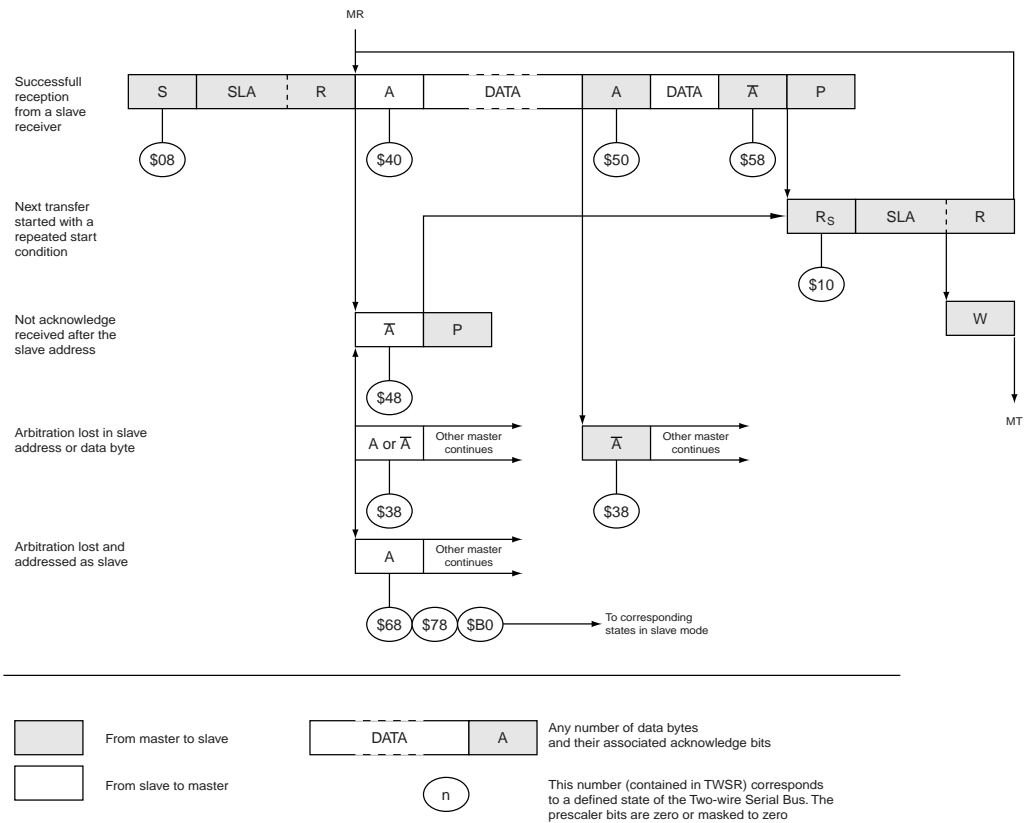 MR
Successfull
reception
from a slave
receiver
S SLA R A DATA A DATA A̅ P
$08 $40 $50 $58
Next transfer
started with a
repeated start
condition
RS SLA R
$10
Not acknowledge
received after the
slave address
A̅ P
W
$48
MT
Arbitration lost in slave
address or data byte
A or A̅
Other master
continues
A̅
Other master
continues
$38 $38
Arbitration lost and
addressed as slave
A
Other master
continues
$68 $78 $B0
To corresponding
states in slave mode
From master to slave
DATA A
Any number of data bytes
and their associated acknowledge bits
From slave to master
n
This number (contained in TWSR) corresponds
to a defined state of the Two-wire Serial Bus. The
prescaler bits are zero or masked to zero